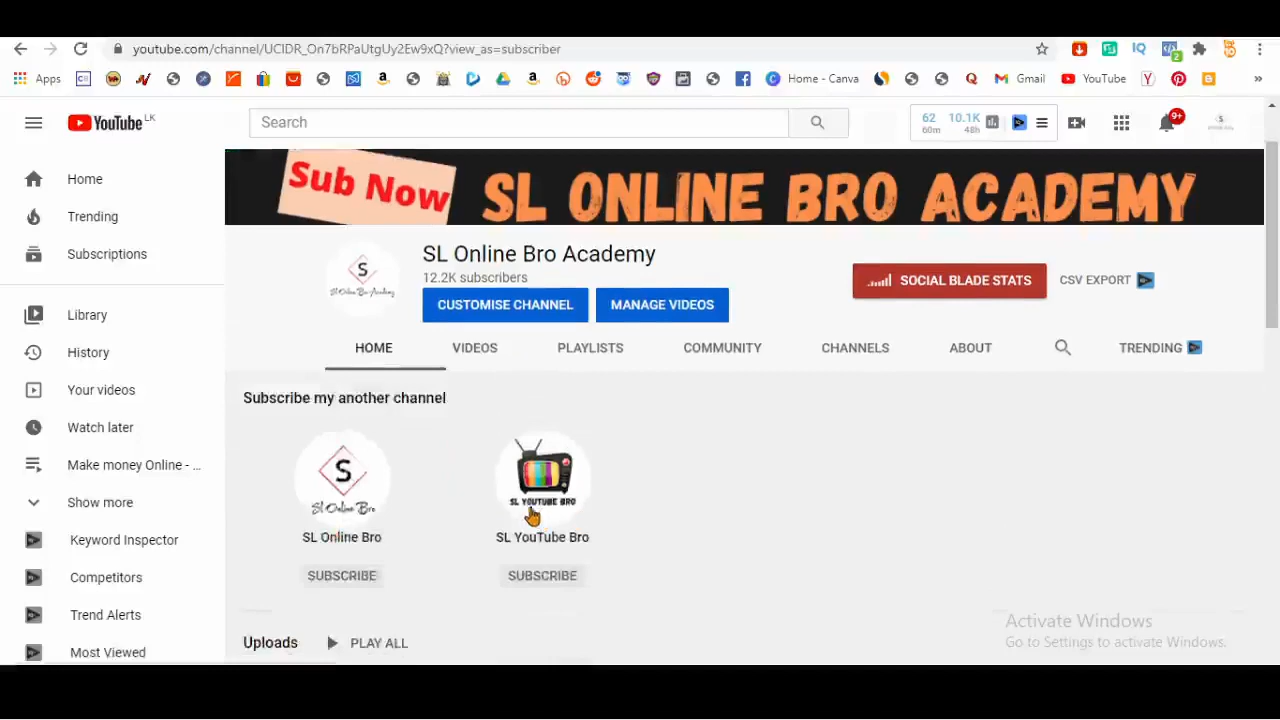 youtube.com/channel/UCIDR_On7bRPaUtgUy2Ew9xQ?view_as=subscriber
Apps
Home - Canva
Gmail
YouTube
»
YouTube LK
Search
62 10.1K
60m 48h
9+
Home
Trending
Subscriptions
Library
History
Your videos
Watch later
Make money Online - ...
Show more
Keyword Inspector
Competitors
Trend Alerts
Most Viewed
Sub Now
SL ONLINE BRO ACADEMY
S
Sl Online Bro Academy
SL Online Bro Academy
12.2K subscribers
CUSTOMISE CHANNEL
MANAGE VIDEOS
SOCIAL BLADE STATS
CSV EXPORT
HOME
VIDEOS
PLAYLISTS
COMMUNITY
CHANNELS
ABOUT
TRENDING
Subscribe my another channel
S
Sl Online Bro
SL YOUTUBE BRO
SL Online Bro
SL YouTube Bro
SUBSCRIBE
SUBSCRIBE
Uploads
PLAY ALL
Activate Windows
Go to Settings to activate Windows.